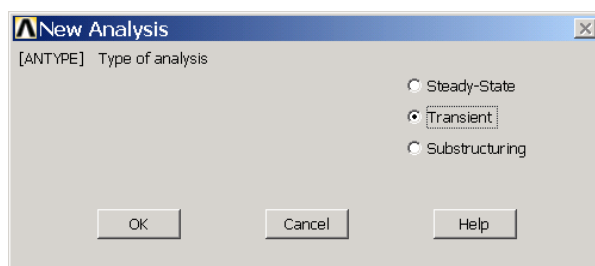 New Analysis
[ANTYPE] Type of analysis
Steady-State
Transient
Substructuring
OK Cancel Help